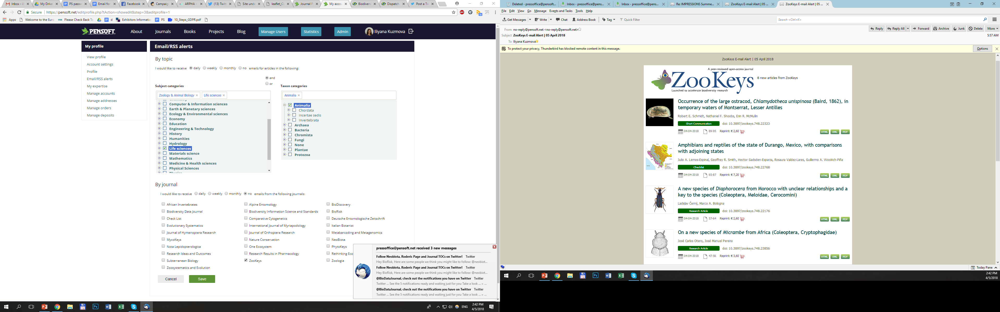 Inbox - il
My Drive
PS passw
Email for
Facebook
Campaig
ARPHA -
(13) Twitt
Site unde
leaflet_CL
Journal P
My accou
Biodivers
Dispatch
Post a Tw
Secure | https://pensoft.net/editprofile.php?tAction=showedit&step=3&editprofile=1
Apps
Welcome to the Euro
Please Check Back To
d
Exhibitors Informatio
PS
10_Steps_GDPR.pdf
PENSOFT.
About
Journals
Books
Projects
Blog
Manage Users
Statistics
Admin
Iliyana Kuzmova
My profile
View profile
Account settings
Profile
Email/RSS alerts
My expertise
Manage accounts
Manage addresses
Manage orders
Manage deposits
Email/RSS alerts
By topic
I would like to receive daily weekly monthly no emails for articles in the following:
and
or
Subject categories
Taxon categories
Zoology & Animal Biology ×
Life sciences ×
Animalia ×
Computer & Information sciences
Earth & Planetary sciences
Ecology & Environmental sciences
Economy
Education
Engineering & Technology
History
Humanities
Hydrology
Life sciences
Materials science
Mathematics
Medicine & Health sciences
Physical Sciences
Animalia
Chordata
Incertae sedis
Invertebrata
Archaea
Bacteria
Chromista
Fungi
None
Plantae
Protozoa
By journal
I would like to receive daily weekly monthly no emails from the following journals:
African Invertebrates
Alpine Entomology
BioDiscovery
Biodiversity Data Journal
Biodiversity Information Science and Standards
BioRisk
Check List
Comparative Cytogenetics
Deutsche Entomologische Zeitschrift
Evolutionary Systematics
International Journal of Myriapodology
Italian Botanist
Journal of Hymenoptera Research
Journal of Orthoptera Research
Metabarcoding and Metagenomics
MycoKeys
Nature Conservation
NeoBiota
Nota Lepidopterologica
One Ecosystem
PhytoKeys
Research Ideas and Outcomes
Research Results in Pharmacology
Rethinking Eco
Subterranean Biology
ZooKeys
Zoologia
Zoosystematics and Evolution
Cancel
Save
pressoffice@pensoft.net received 3 new messages
Follow Neobiota, Roderic Page and Journal TOCs on Twitter! Twitter
Hey BioRisk, Here are some people we think you might like to follow: @neobiot...
Follow Neobiota, Roderic Page and Journal TOCs on Twitter! Twitter
Hey BioRisk, Here are some people we think you might like to follow: @neobiot...
@BioDataJournal, check out the notifications you have on Twitter Twitter
Twitter ... See the 5 notifications ready and waiting just for you Take a look ... = ...
@BioDataJournal, check out the notifications you have on Twitter Twitter
Twitter ... See the 5 notifications ready and waiting just for you Take a look ... = ...
ENG
2:42 PM
4/5/2018
Deleted - pressoffice@pensoft...
Inbox - pressoffice@pens...
Inbox - pressoffice@pens...
Re: IMPRESSIONS Summe...
ZooKeys E-mail Alert | 05 ...
ZooKeys E-mail Alert | 05 ...
File Edit View Go Message Events and Tasks Tools Help
Get Messages
Write
Chat
Address Book
Tag
Quick Filter
Search <Ctrl+K>
From no-reply@pensoft.net <no-reply@pensoft.net>
Reply
Reply All
Forward
Archive
Junk
Delete
More
Subject ZooKeys E-mail Alert | 05 April 2018
5:57 AM
To Iliyana Kuzmova
To protect your privacy, Thunderbird has blocked remote content in this message.
Options
ZooKeys E-mail Alert | 05 April 2018
A peer-reviewed open-access journal
ZooKeys
Launched to accelerate biodiversity research
8 new articles from ZooKeys
Occurrence of the large ostracod, Chlamydotheca unispinosa (Baird, 1862), in
temporary waters of Montserrat, Lesser Antilles
Robert E. Schmidt, Nathaniel F. Shoobs, Erin R. McMullin
Short Communication
doi: 10.3897/zookeys.748.22323
04-04-2018
89-95
Reprint: € 2,60
HTML XML PDF
Amphibians and reptiles of the state of Durango, Mexico, with comparisons
with adjoining states
Julio A. Lemos-Espinal, Geoffrey R. Smith, Hector Gadsden-Esparza, Rosaura Valdez-Lares, Guillermo A. Woolrich-Piña
Checklist
doi: 10.3897/zookeys.748.22768
04-04-2018
65-87
Reprint: € 7,20
HTML XML PDF
A new species of Diaphorocera from Morocco with unclear relationships and a
key to the species (Coleoptera, Meloidae, Cerocomini)
Ladislav Černý, Marco A. Bologna
Research Article
doi: 10.3897/zookeys.748.22176
04-04-2018
57-64
Reprint: € 2,60
HTML XML PDF
On a new species of Micrambe from Africa (Coleoptera, Cryptophagidae)
José Carlos Otero, José Manuel Pereira
Research Article
doi: 10.3897/zookeys.748.23856
04-04-2018
47-56
Reprint: € 3,60
HTML XML PDF
Today Pane
2:42 PM
4/5/2018